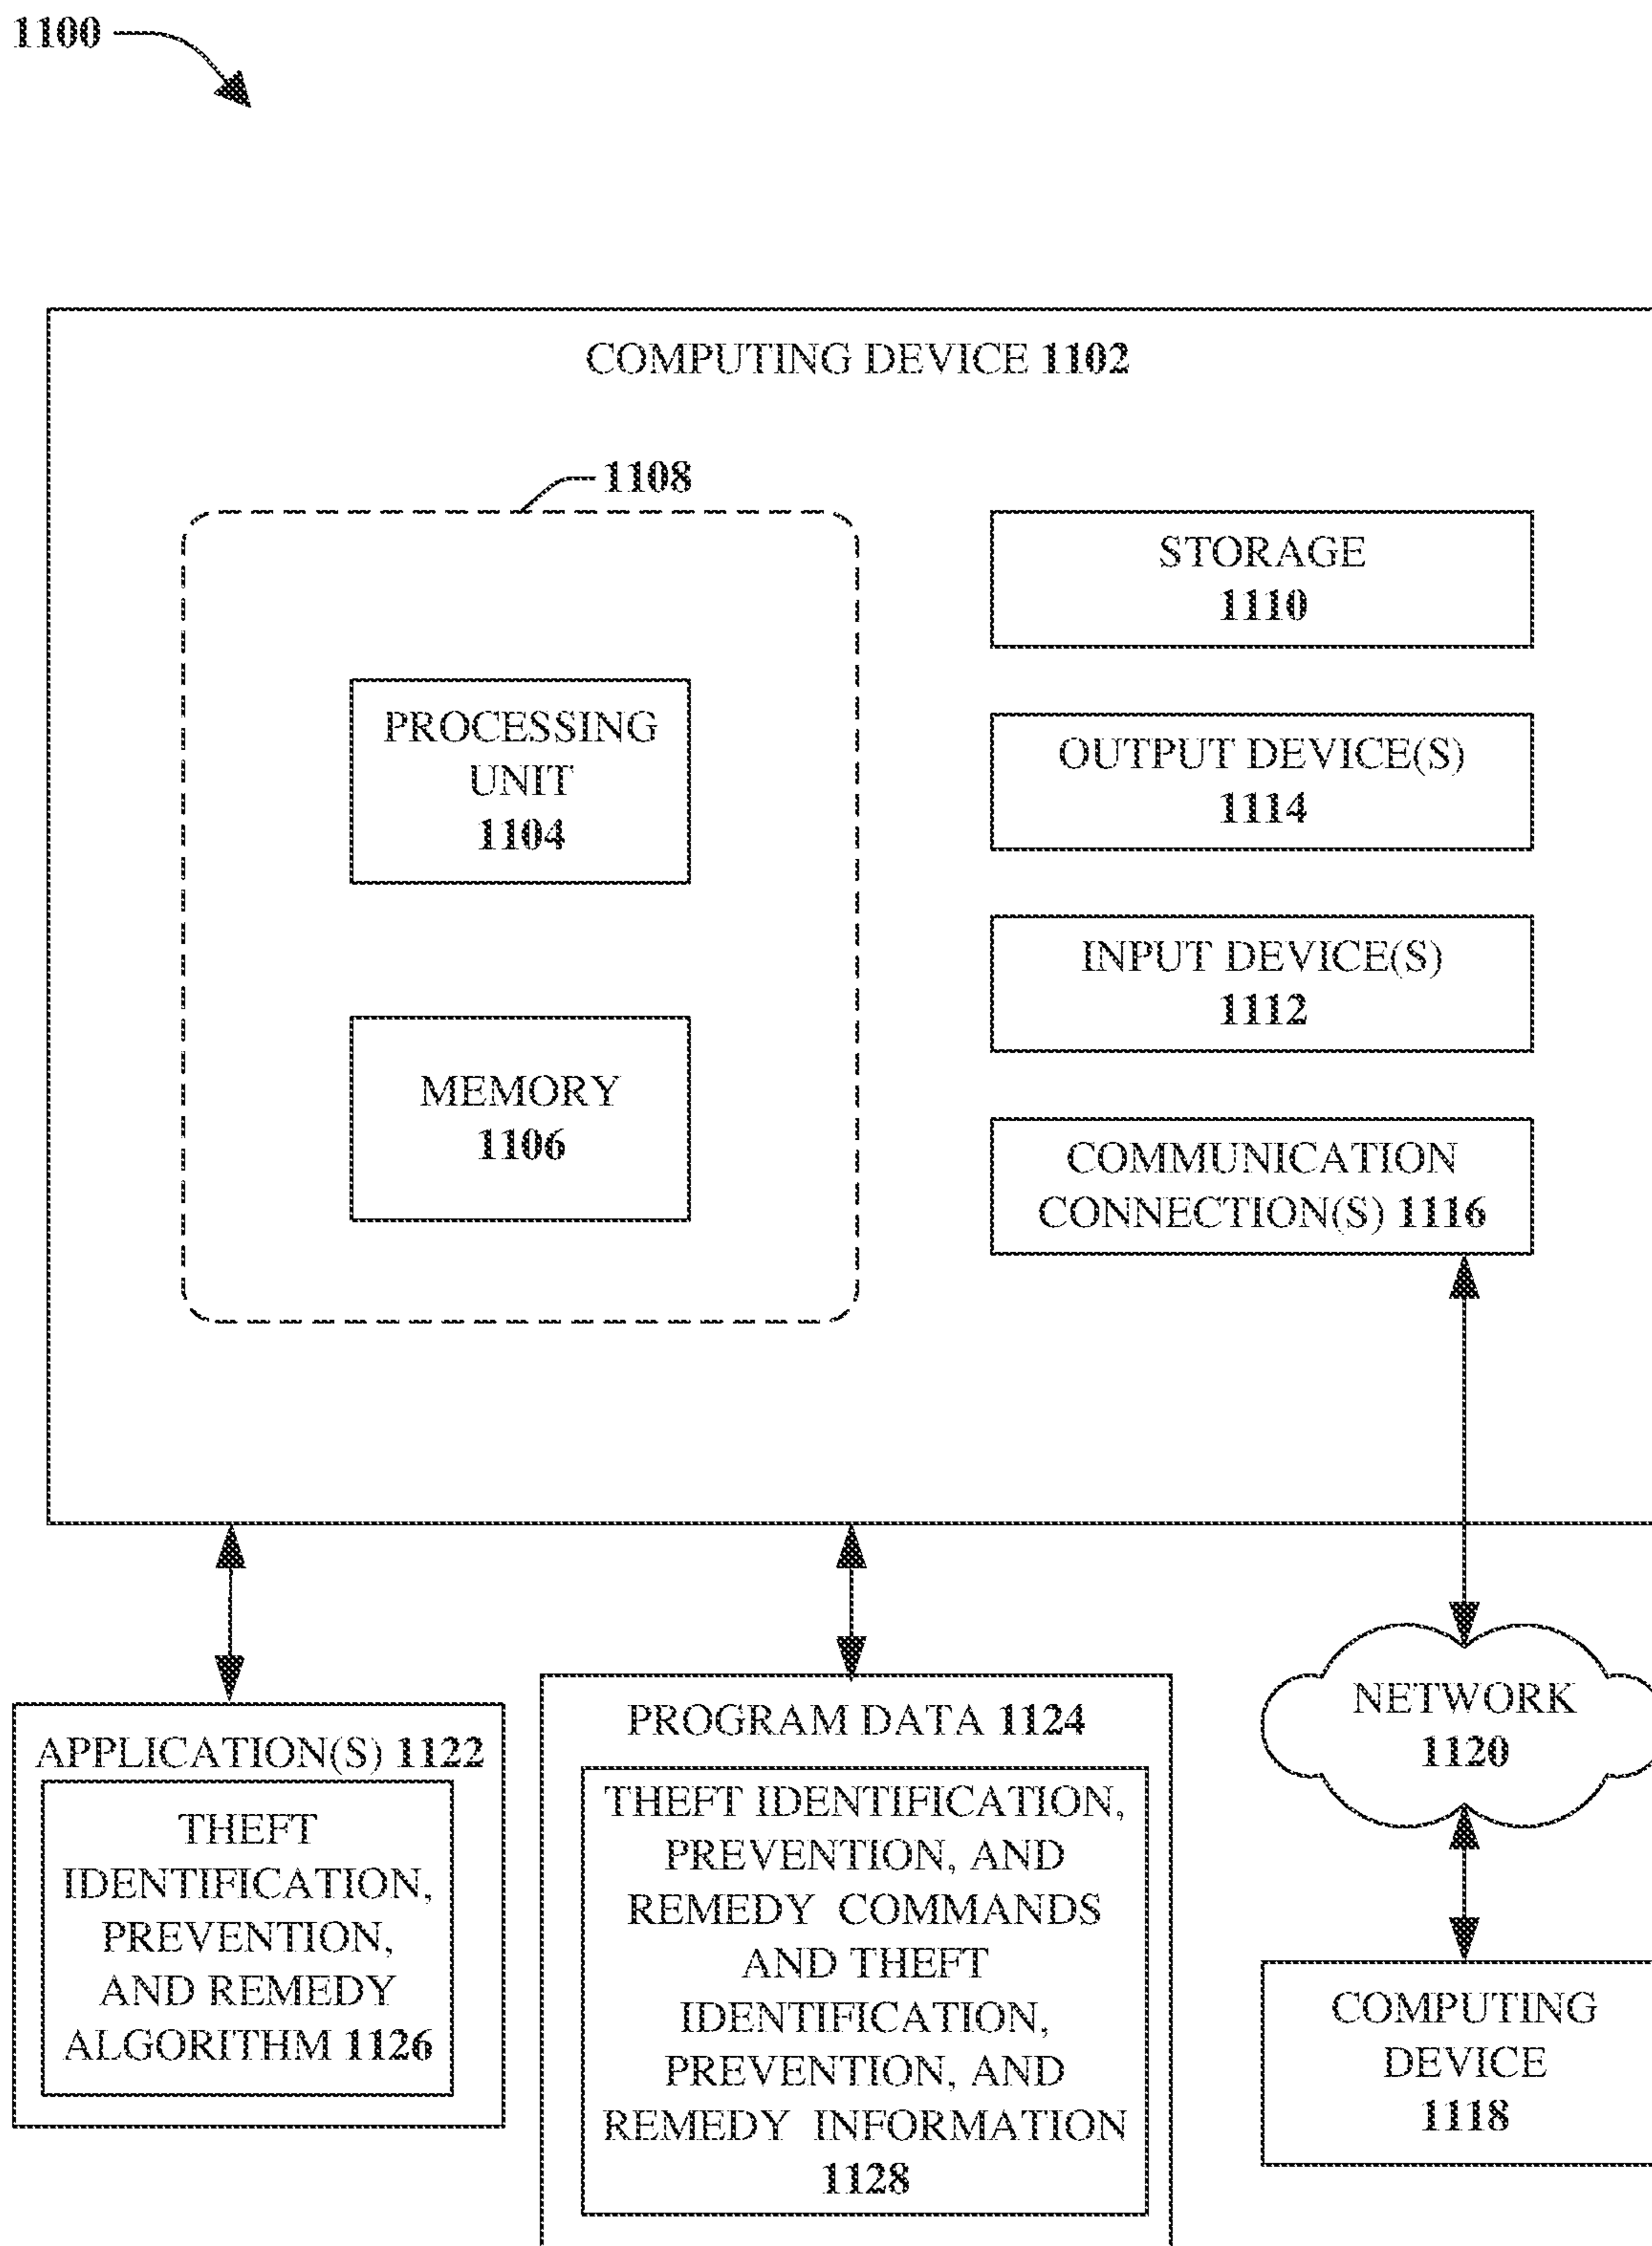 1100
COMPUTING DEVICE 1102
1108
PROCESSING
UNIT
1104
MEMORY
1106
STORAGE
1110
OUTPUT DEVICE(S)
1114
INPUT DEVICE(S)
1112
COMMUNICATION
CONNECTION(S) 1116
APPLICATION(S) 1122
THEFT
IDENTIFICATION,
PREVENTION,
AND REMEDY
ALGORITHM 1126
PROGRAM DATA 1124
THEFT IDENTIFICATION,
PREVENTION, AND
REMEDY COMMANDS
AND THEFT
IDENTIFICATION,
PREVENTION, AND
REMEDY INFORMATION
1128
NETWORK
1120
COMPUTING
DEVICE
1118